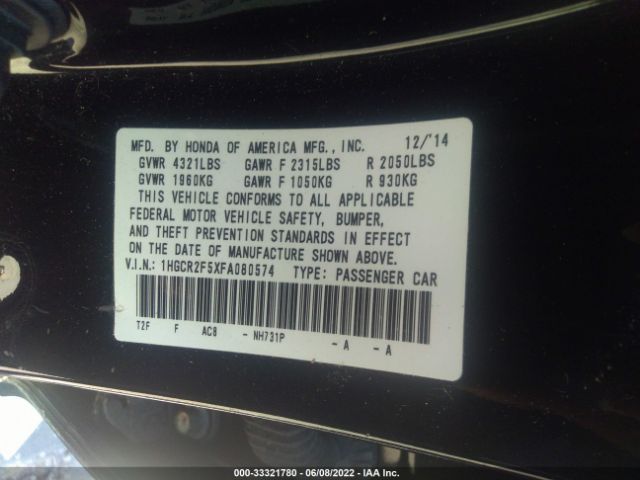 MFD. BY HONDA OF AMERICA MFG., INC. 12/'14
GVWR 4321LBS GAWR F 2315LBS R 2050LBS
GVWR 1960KG GAWR F 1050KG R 930KG
THIS VEHICLE CONFORMS TO ALL APPLICABLE
FEDERAL MOTOR VEHICLE SAFETY, BUMPER,
AND THEFT PREVENTION STANDARDS IN EFFECT
ON THE DATE OF MANUFACTURE SHOWN ABOVE.
V.I.N.: 1HGCR2F5XFA080574 TYPE: PASSENGER CAR
T2F F AC8 - NH731P - A - A
000-33321780 - 06/08/2022 - IAA Inc.